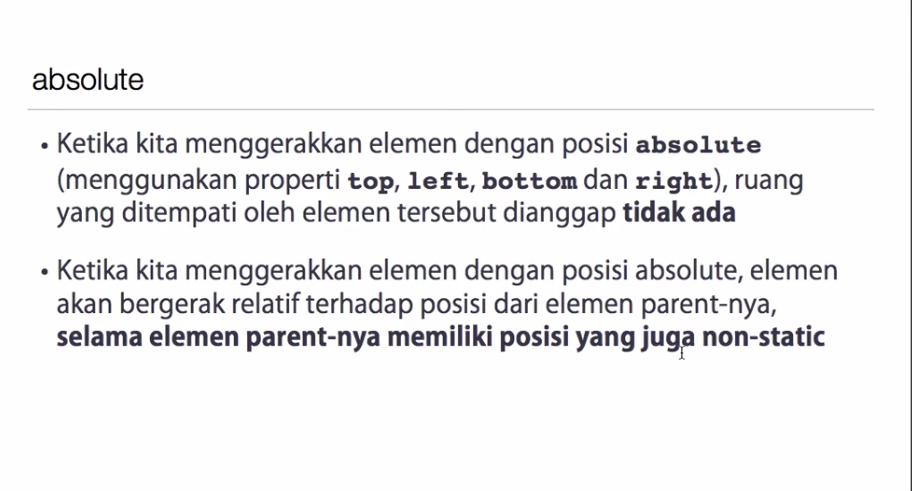 absolute
• Ketika kita menggerakkan elemen dengan posisi absolute
(menggunakan properti top, left, bottom dan right), ruang
yang ditempati oleh elemen tersebut dianggap tidak ada
• Ketika kita menggerakkan elemen dengan posisi absolute, elemen
akan bergerak relatif terhadap posisi dari elemen parent-nya,
selama elemen parent-nya memiliki posisi yang juga non-static